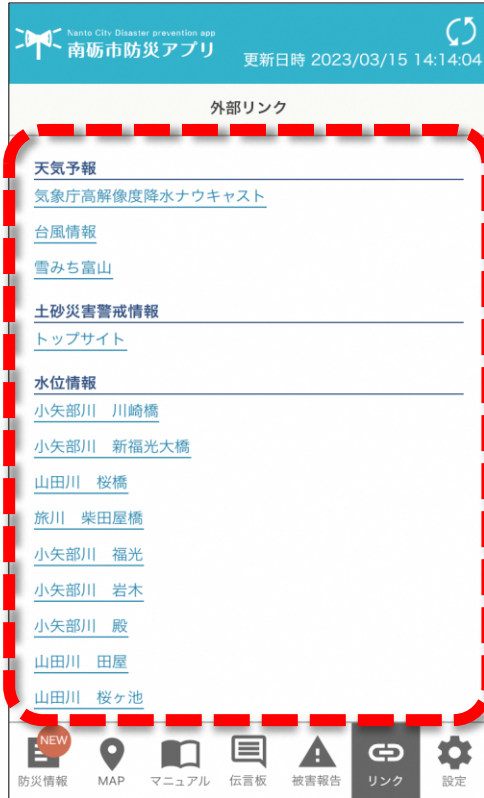 Nanto City Disaster prevention app
南砺市防災アプリ
更新日時 2023/03/15 14:14:04
外部リンク
天気予報
気象庁高解像度降水ナウキャスト
台風情報
雪みち富山
土砂災害警戒情報
トップサイト
水位情報
小矢部川　川崎橋
小矢部川　新福光大橋
山田川　桜橋
旅川　柴田屋橋
小矢部川　福光
小矢部川　岩木
小矢部川　殿
山田川　田屋
山田川　桜ヶ池
NEW
防災情報 MAP マニュアル 伝言板 被害報告 リンク 設定